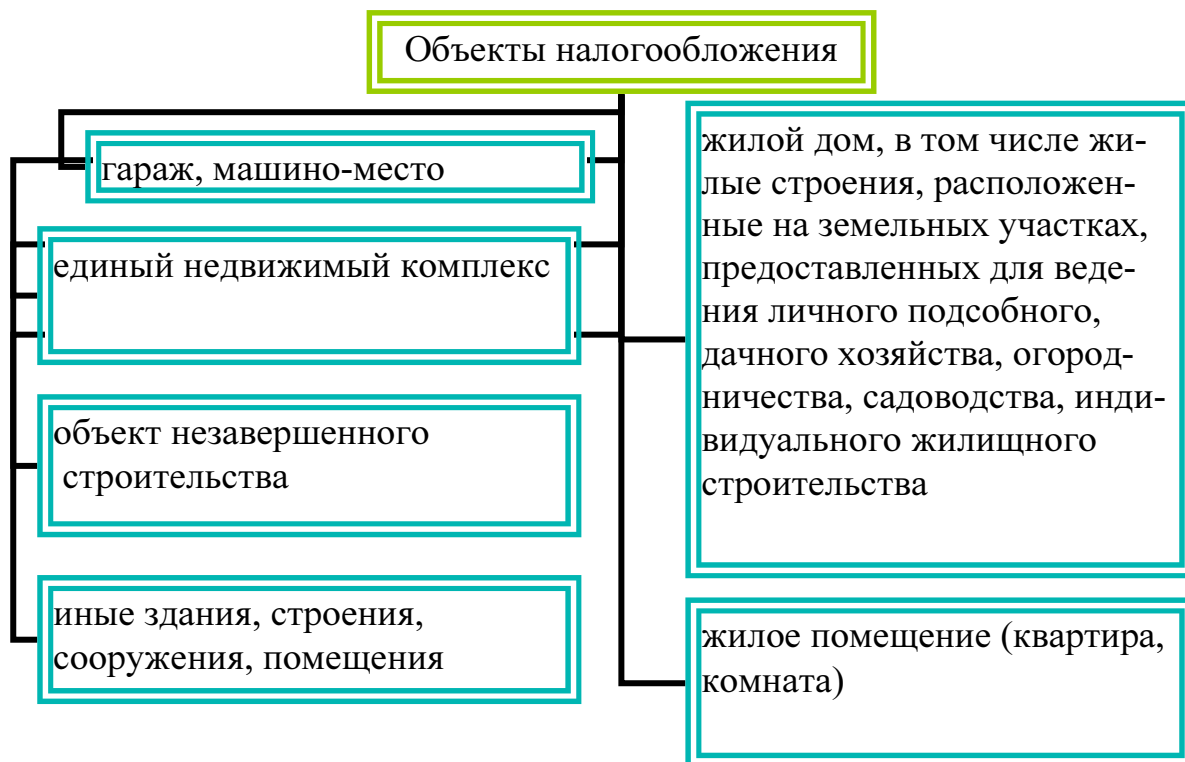 Объекты налогообложения
гараж, машино-место
единый недвижимый комплекс
объект незавершенного
строительства
иные здания, строения,
сооружения, помещения
жилой дом, в том числе жи-
лые строения, расположен-
ные на земельных участках,
предоставленных для веде-
ния личного подсобного,
дачного хозяйства, огород-
ничества, садоводства, инди-
видуального жилищного
строительства
жилое помещение (квартира,
комната)